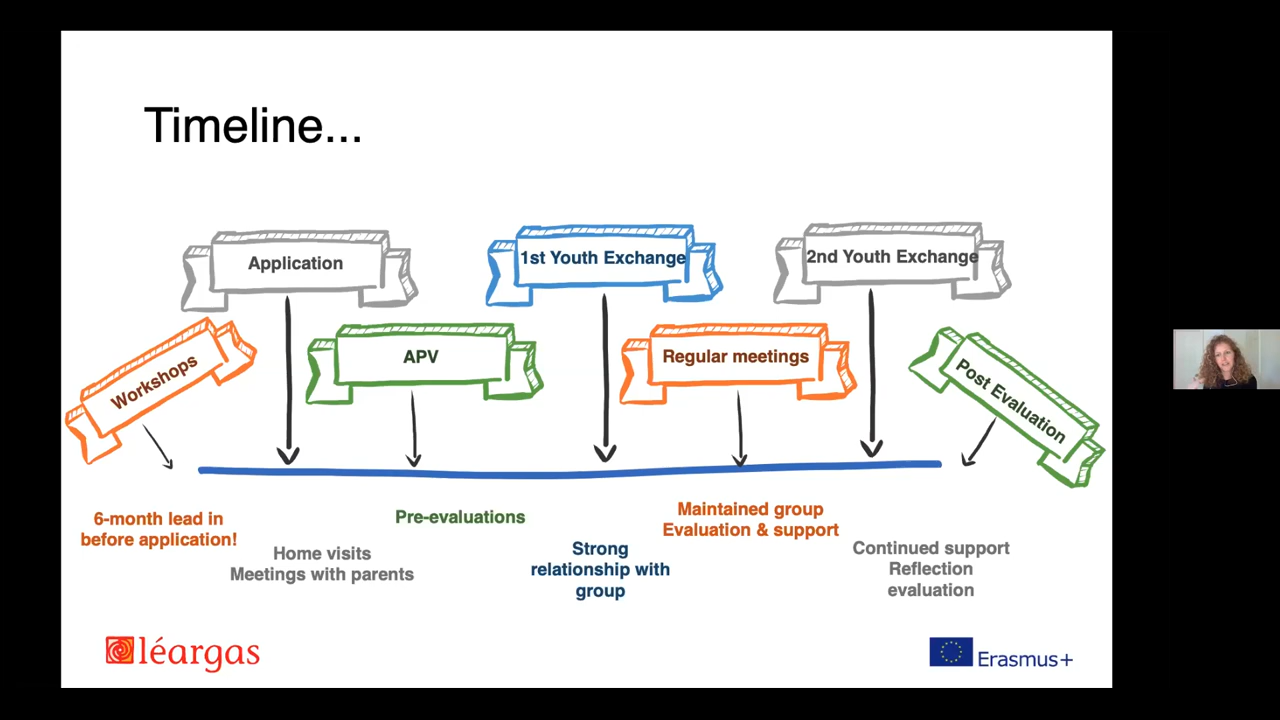 Timeline...
Application
1st Youth Exchange
2nd Youth Exchange
Workshops
APV
Regular meetings
Post Evaluation
6-month lead in
before application!
Home visits
Meetings with parents
Pre-evaluations
Strong
relationship with
group
Maintained group
Evaluation & support
Continued support
Reflection
evaluation
léargas
Erasmus+